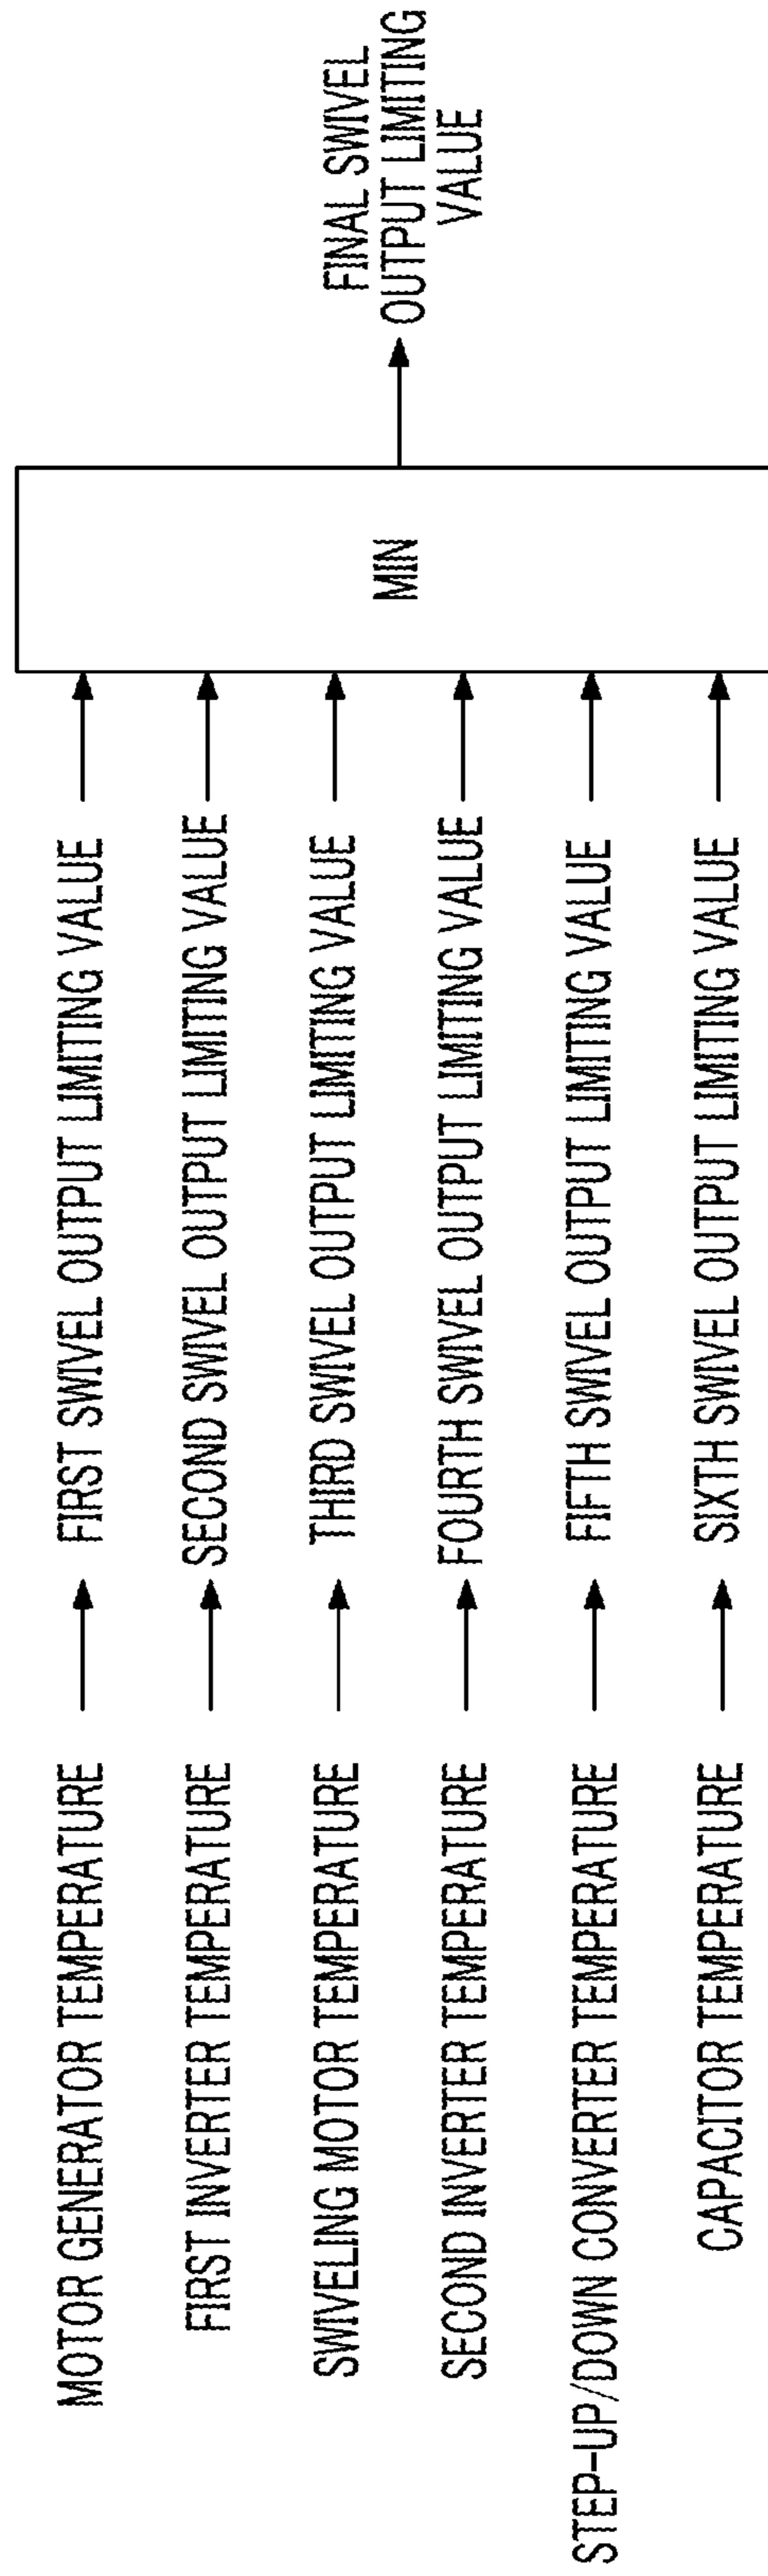 MOTOR GENERATOR TEMPERATURE
FIRST SWIVEL OUTPUT LIMITING VALUE
FIRST INVERTER TEMPERATURE
SECOND SWIVEL OUTPUT LIMITING VALUE
SWIVELING MOTOR TEMPERATURE
THIRD SWIVEL OUTPUT LIMITING VALUE
SECOND INVERTER TEMPERATURE
FOURTH SWIVEL OUTPUT LIMITING VALUE
STEP-UP/DOWN CONVERTER TEMPERATURE
FIFTH SWIVEL OUTPUT LIMITING VALUE
CAPACITOR TEMPERATURE
SIXTH SWIVEL OUTPUT LIMITING VALUE
MIN
FINAL SWIVEL
OUTPUT LIMITING
VALUE